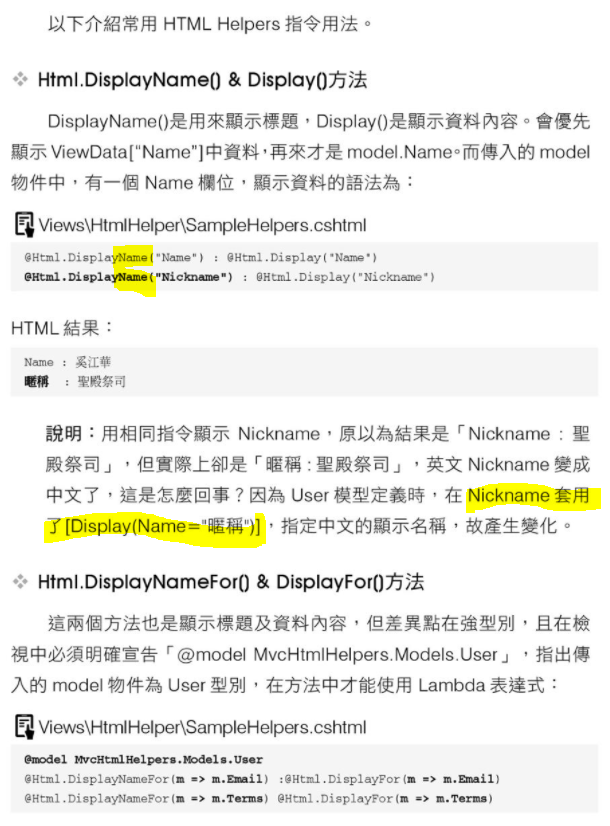 以下介紹常用 HTML Helpers 指令用法。
❖ Html.DisplayName() & Display()方法
DisplayName()是用來顯示標題，Display()是顯示資料內容。會優先
顯示 ViewData["Name"]中資料，再來才是 model.Name。而傳入的 model
物件中，有一個 Name 欄位，顯示資料的語法為：
Views\HtmlHelper\SampleHelpers.cshtml
@Html.DisplayName("Name") : @Html.Display("Name")
@Html.DisplayName("Nickname") : @Html.Display("Nickname")
HTML 結果：
Name : 奚江華
暱稱 : 聖殿祭司
說明：用相同指令顯示 Nickname，原以為結果是「Nickname : 聖
殿祭司」，但實際上卻是「暱稱 : 聖殿祭司」，英文 Nickname 變成
中文了，這是怎麼回事？因為 User 模型定義時，在 Nickname 套用
了[Display(Name="暱稱")]，指定中文的顯示名稱，故產生變化。
❖ Html.DisplayNameFor() & DisplayFor()方法
這兩個方法也是顯示標題及資料內容，但差異點在強型別，且在檢
視中必須明確宣告「@model MvcHtmlHelpers.Models.User」，指出傳
入的 model 物件為 User 型別，在方法中才能使用 Lambda 表達式：
Views\HtmlHelper\SampleHelpers.cshtml
@model MvcHtmlHelpers.Models.User
@Html.DisplayNameFor(m => m.Email) :@Html.DisplayFor(m => m.Email)
@Html.DisplayNameFor(m => m.Terms) @Html.DisplayFor(m => m.Terms)